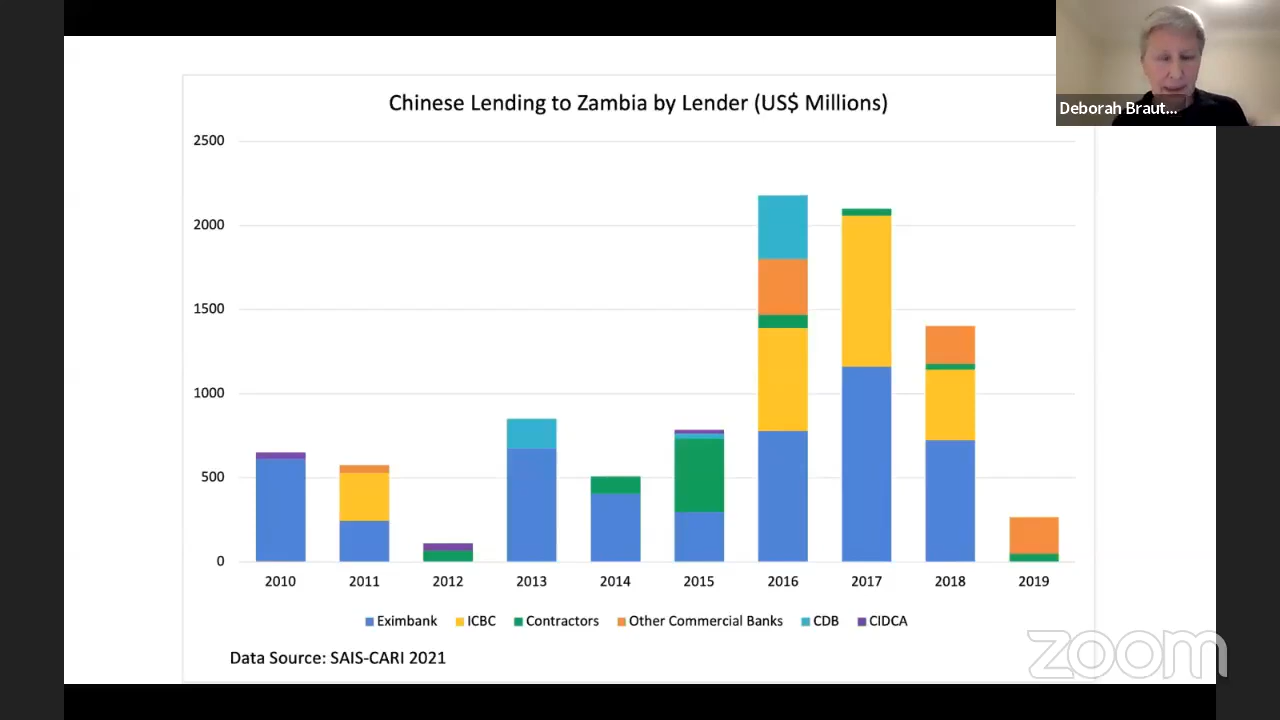 Deborah Braut...
Chinese Lending to Zambia by Lender (US$ Millions)
2500
2000
1500
1000
500
0
2010 2011 2012 2013 2014 2015 2016 2017 2018 2019
Eximbank ICBC Contractors Other Commercial Banks CDB CIDCA
Data Source: SAIS-CARI 2021
zoom